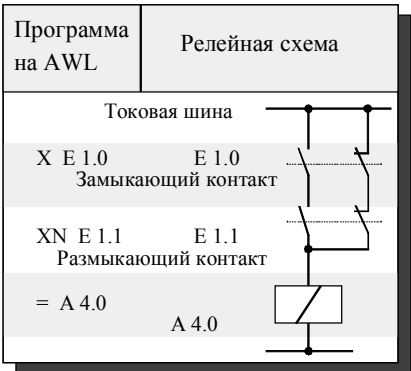 Программа
на AWL
Релейная схема
Токовая шина
X E 1.0 E 1.0
Замыкающий контакт
XN E 1.1 E 1.1
Размыкающий контакт
= A 4.0
A 4.0